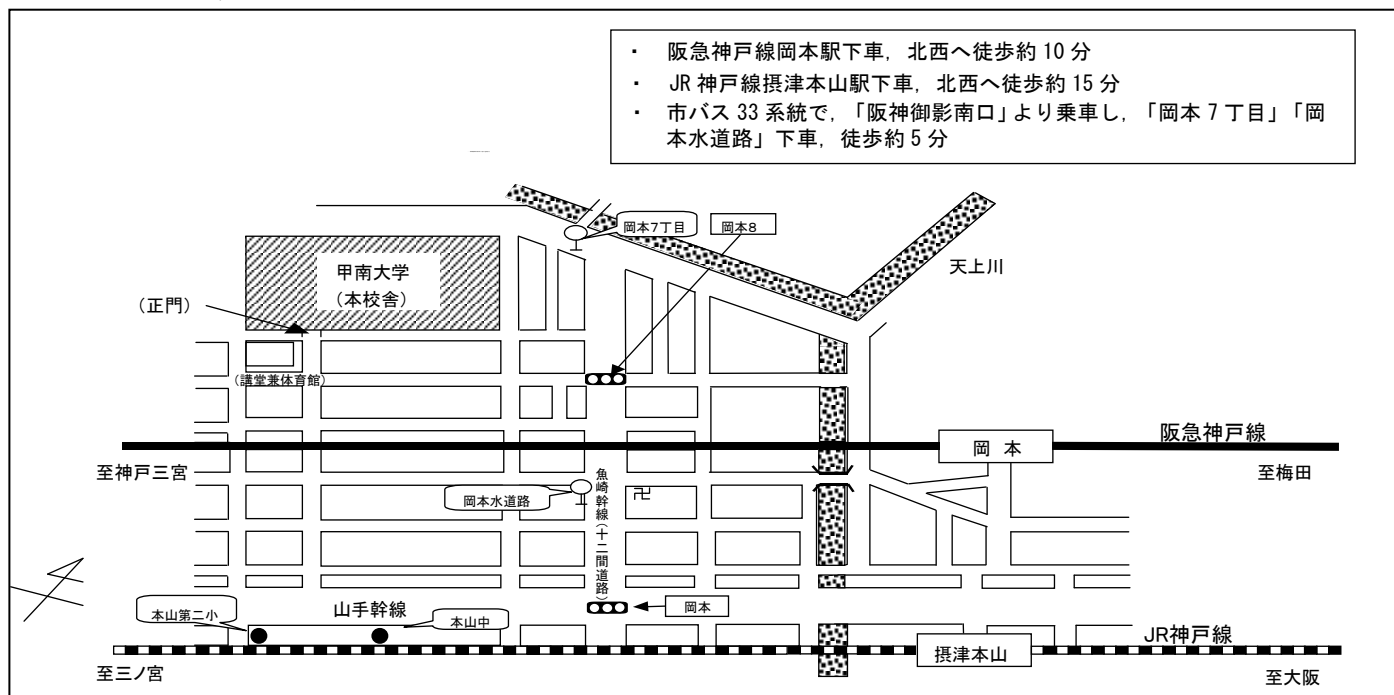 ・ 阪急神戸線岡本駅下車，北西へ徒歩約 10 分
・ JR 神戸線摂津本山駅下車，北西へ徒歩約 15 分
・ 市バス 33 系統で，「阪神御影南口」より乗車し，「岡本 7 丁目」「岡
本水道路」下車，徒歩約 5 分
岡本7丁目
岡本8
天上川
甲南大学
（本校舎）
（正門）
（講堂兼体育館）
阪急神戸線
岡 本
至神戸三宮
至梅田
岡本水道路
魚崎幹線（十二間道路）
卍
本山第二小
山手幹線
本山中
岡本
JR神戸線
摂津本山
至三ノ宮
至大阪